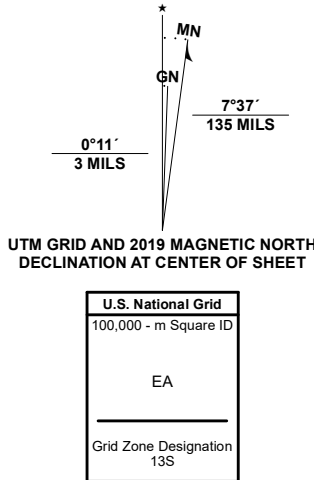 ★
MN
GN
7°37´
135 MILS
0°11´
3 MILS
UTM GRID AND 2019 MAGNETIC NORTH
DECLINATION AT CENTER OF SHEET
U.S. National Grid
100,000 - m Square ID
EA
Grid Zone Designation
13S